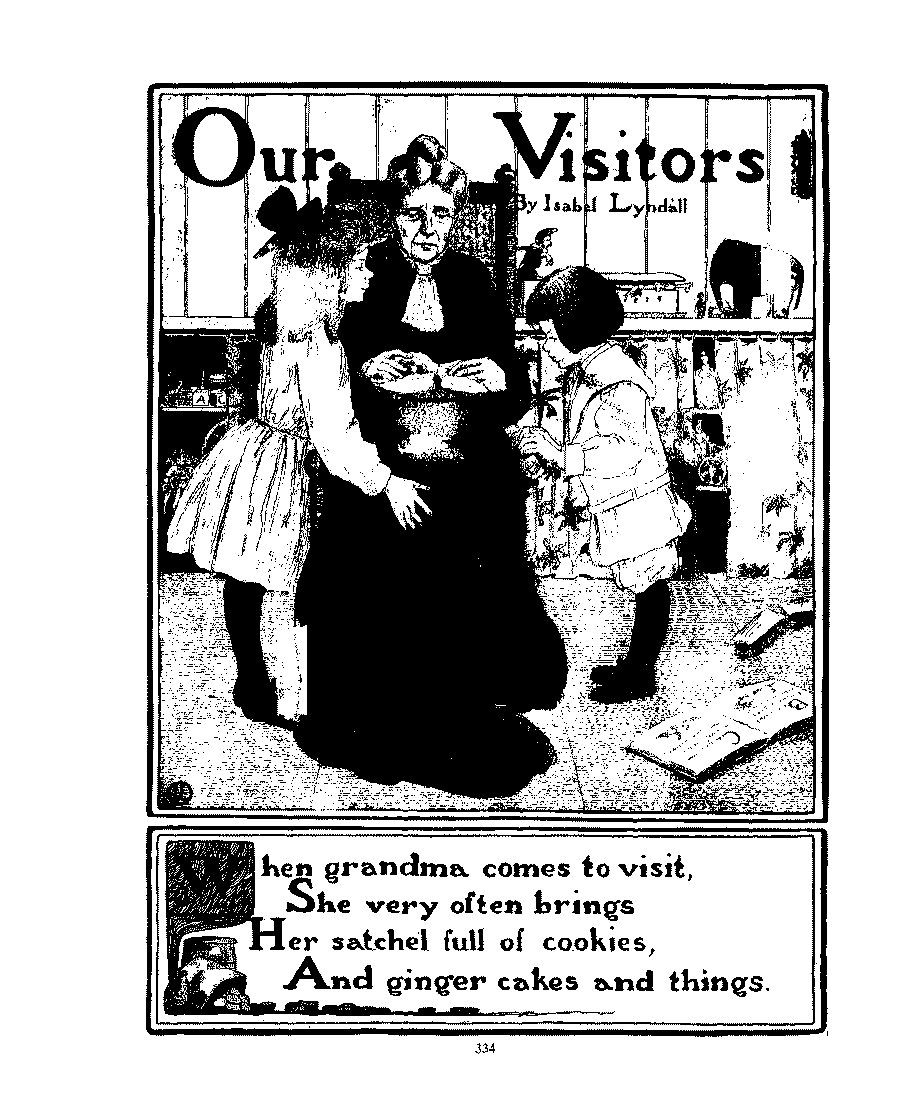 Our Visitors
By Isabel Lyndall
A
When grandma comes to visit,
She very often brings
Her satchel full of cookies,
And ginger cakes and things.
334